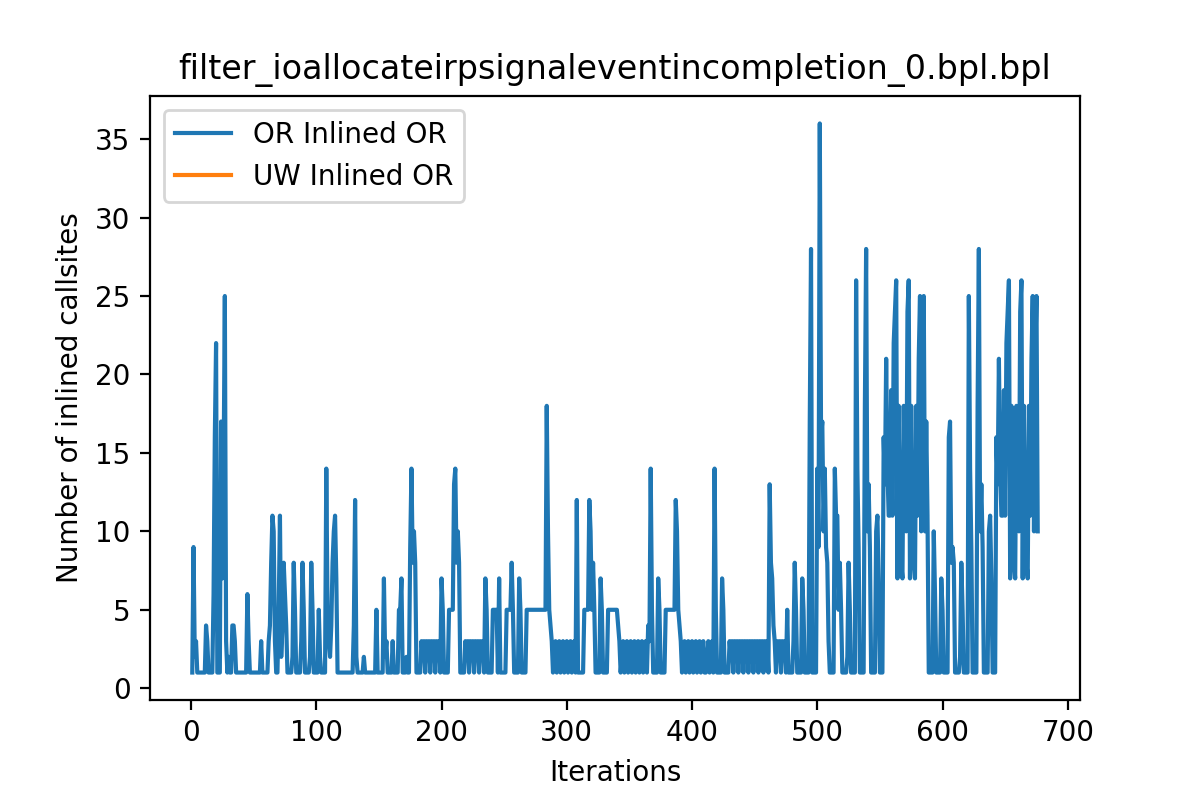 filter_ioallocateirpsignaleventincompletion_0.bpl.bpl
OR Inlined OR
UW Inlined OR
Number of inlined callsites
35
30
25
20
15
10
5
0
0 100 200 300 400 500 600 700
Iterations